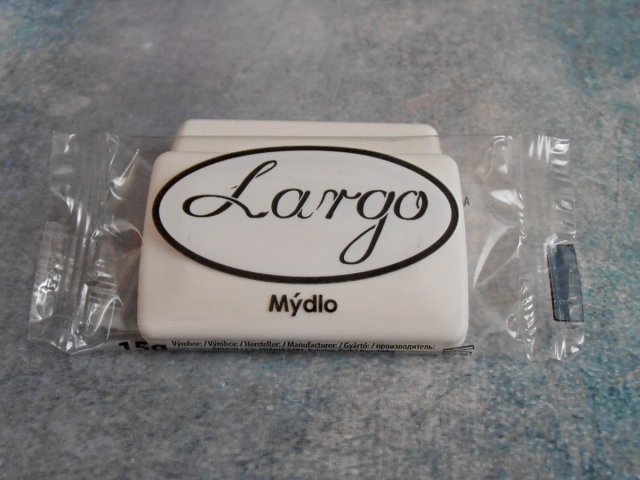 Largo
Mýdlo
15g
Výrobce: / Výrobca: / Hersteller: / Manufacturer: / Gyártó: / производитель: